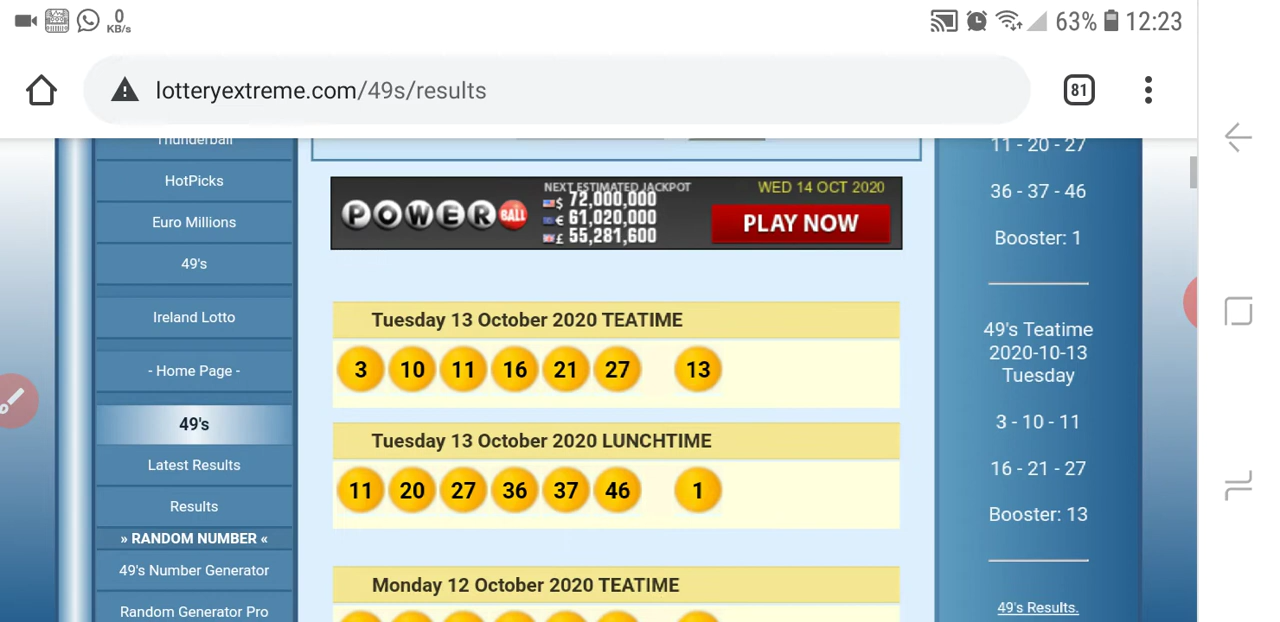 0
KB/s
63% 12:23
lotteryextreme.com/49s/results
81
Thunderball
HotPicks
Euro Millions
49's
Ireland Lotto
- Home Page -
49's
Latest Results
Results
» RANDOM NUMBER «
49's Number Generator
Random Generator Pro
POWER BALL
NEXT ESTIMATED JACKPOT
$ 72,000,000
€ 61,020,000
£ 55,281,600
WED 14 OCT 2020
PLAY NOW
Tuesday 13 October 2020 TEATIME
3 10 11 16 21 27 13
Tuesday 13 October 2020 LUNCHTIME
11 20 27 36 37 46 1
Monday 12 October 2020 TEATIME
11 - 20 - 27
36 - 37 - 46
Booster: 1
49's Teatime
2020-10-13
Tuesday
3 - 10 - 11
16 - 21 - 27
Booster: 13
49's Results.